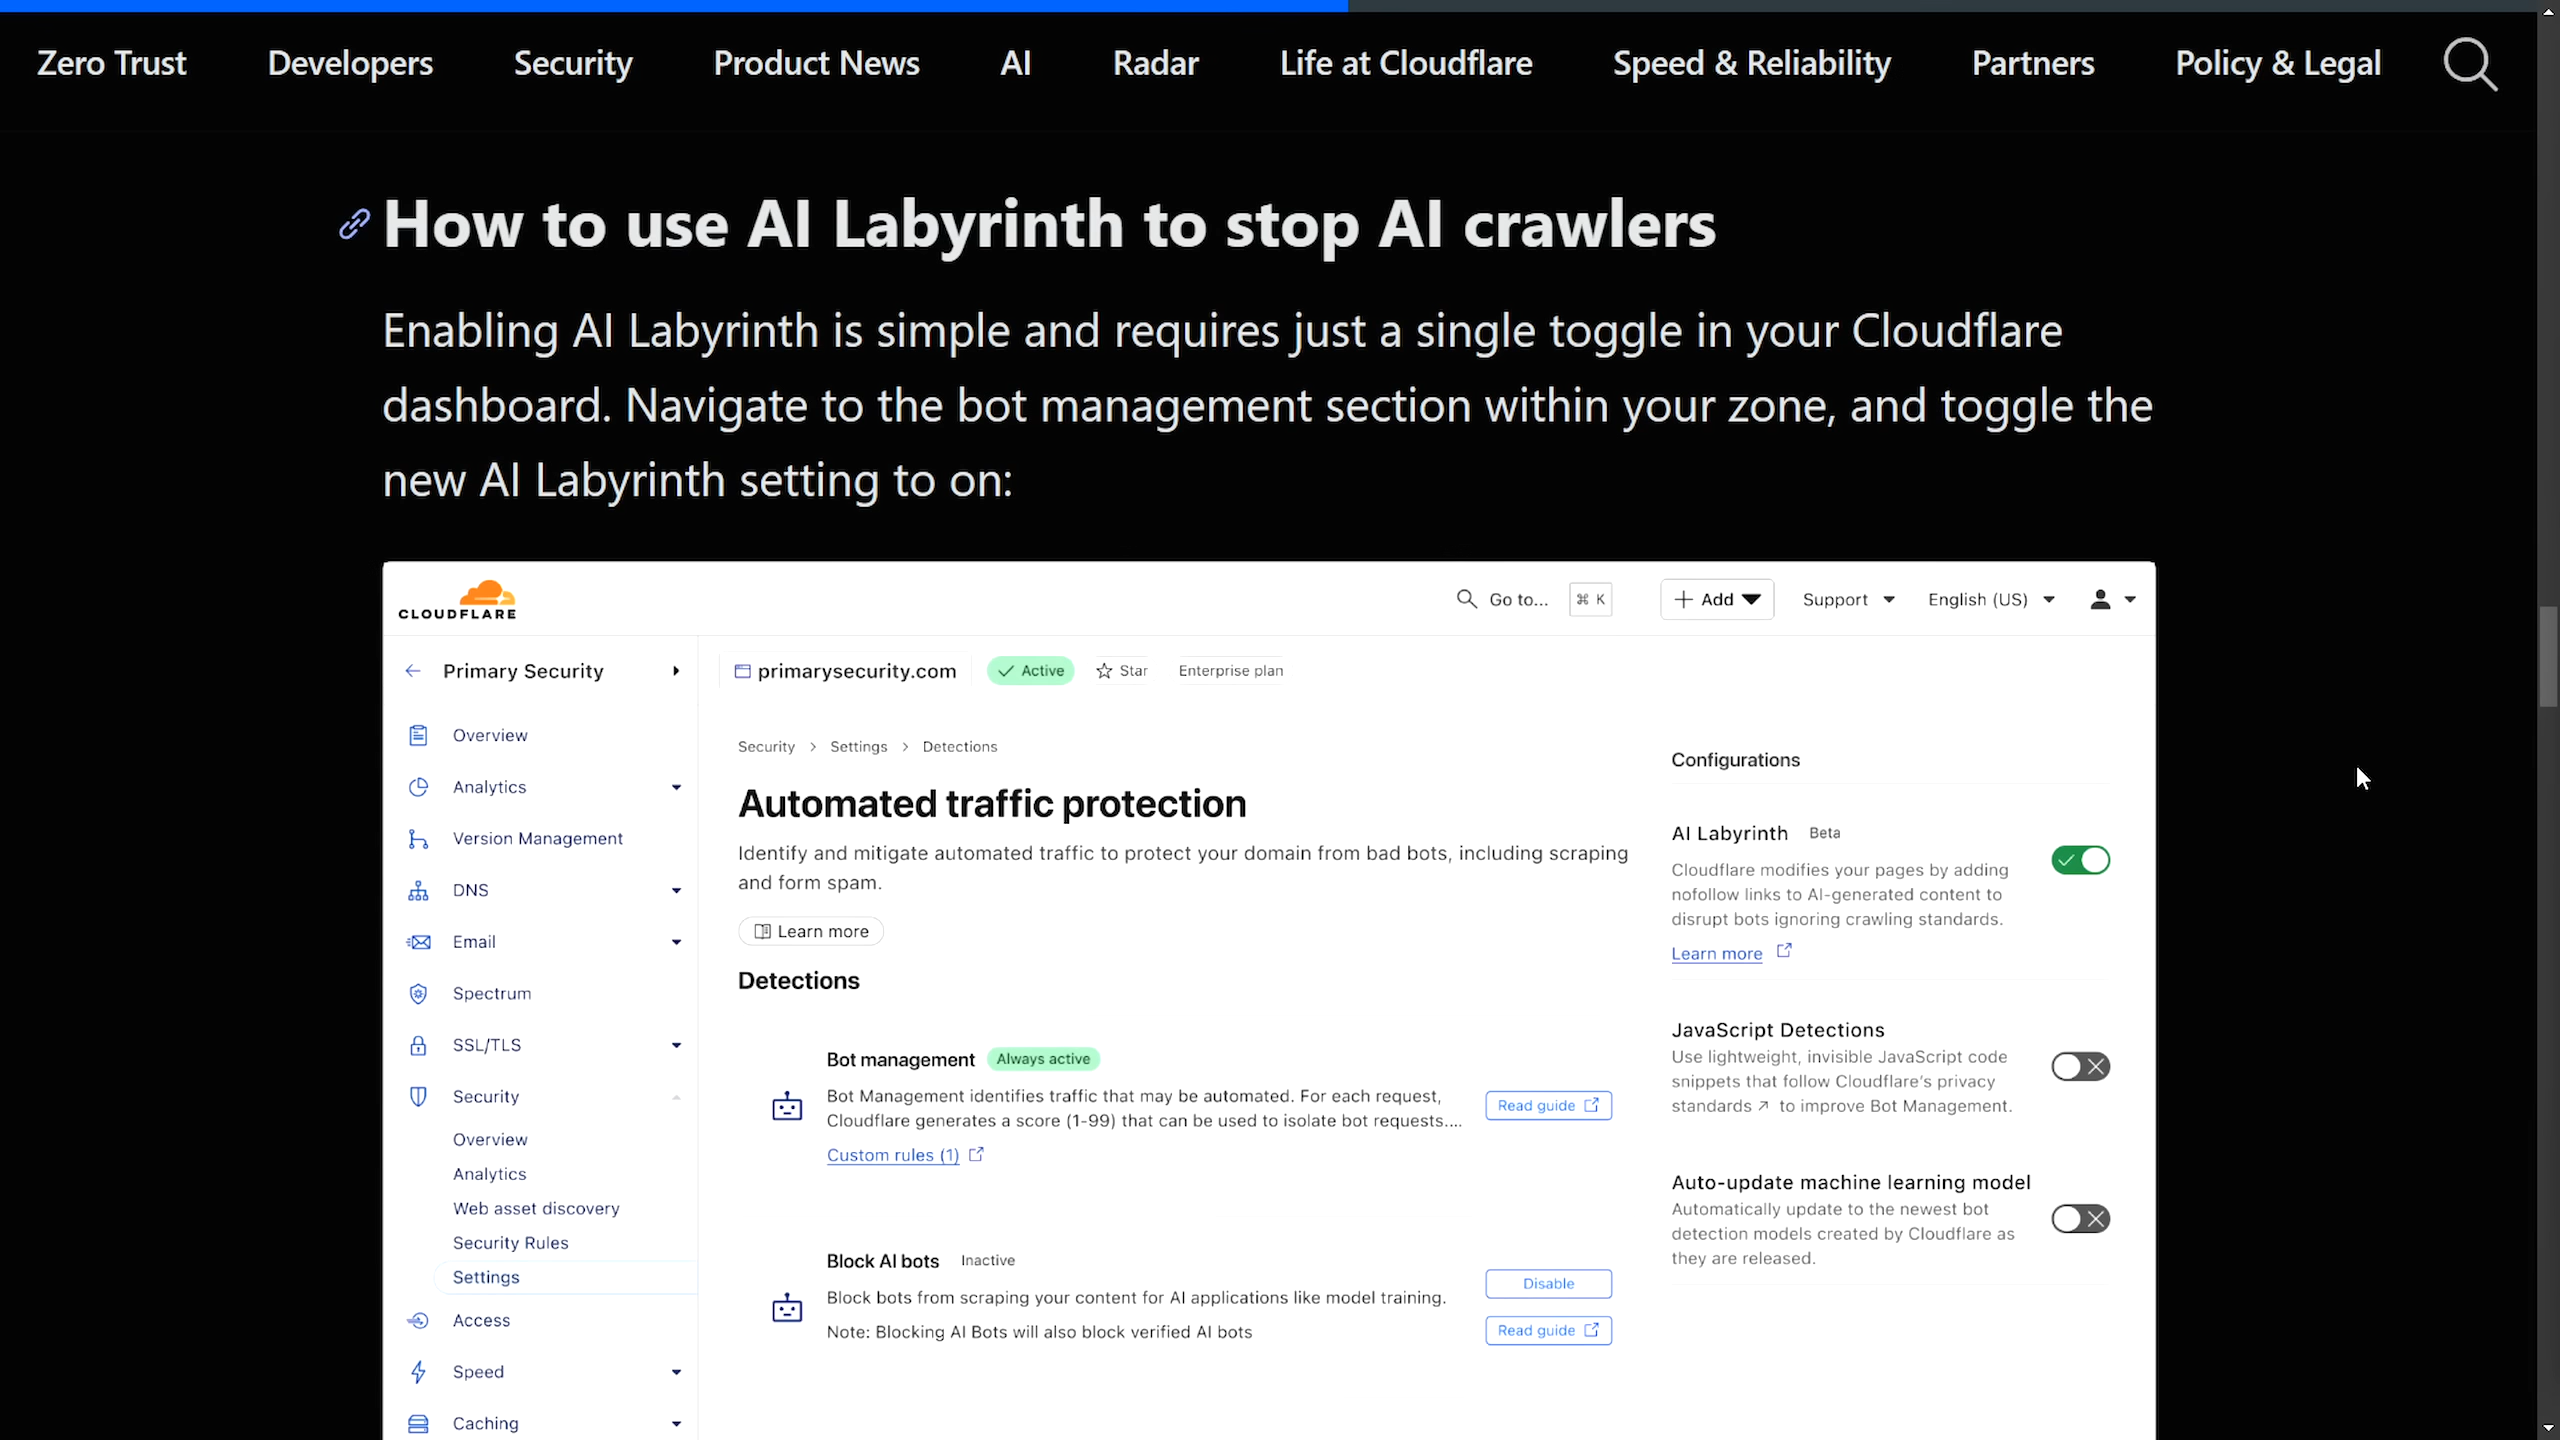 Zero Trust
Developers
Security
Product News
AI
Radar
Life at Cloudflare
Speed & Reliability
Partners
Policy & Legal
How to use AI Labyrinth to stop AI crawlers
Enabling AI Labyrinth is simple and requires just a single toggle in your Cloudflare
dashboard. Navigate to the bot management section within your zone, and toggle the
new AI Labyrinth setting to on:
CLOUDFLARE
Go to...
⌘ K
Add
Support
English (US)
Primary Security
Overview
Analytics
Version Management
DNS
Email
Spectrum
SSL/TLS
Security
Overview
Analytics
Web asset discovery
Security Rules
Settings
Access
Speed
Caching
primarysecurity.com
Active
Star
Enterprise plan
Security > Settings > Detections
Automated traffic protection
Identify and mitigate automated traffic to protect your domain from bad bots, including scraping
and form spam.
Learn more
Detections
Bot management
Always active
Bot Management identifies traffic that may be automated. For each request,
Cloudflare generates a score (1-99) that can be used to isolate bot requests....
Custom rules (1)
Read guide
Block AI bots
Inactive
Block bots from scraping your content for AI applications like model training.
Note: Blocking AI Bots will also block verified AI bots
Disable
Read guide
Configurations
AI Labyrinth
Beta
Cloudflare modifies your pages by adding
nofollow links to AI-generated content to
disrupt bots ignoring crawling standards.
Learn more
JavaScript Detections
Use lightweight, invisible JavaScript code
snippets that follow Cloudflare's privacy
standards ↗ to improve Bot Management.
Auto-update machine learning model
Automatically update to the newest bot
detection models created by Cloudflare as
they are released.